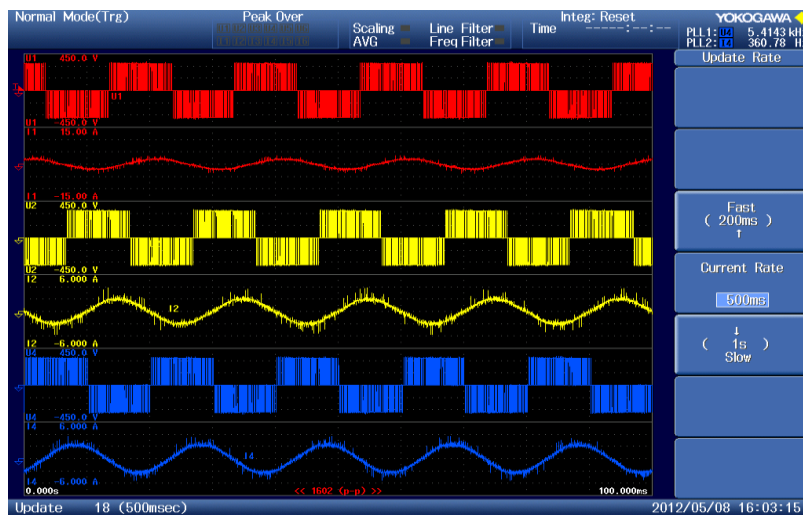 Normal Mode(Trg) Peak Over Scaling Line Filter Integ: Reset YOKOGAWA
AVG Freq Filter Time -----:--:-- PLL1: U4 5.4143 kH
PLL2: I4 360.78 H
Update Rate
U1 450.0 V
U1
U1 -450.0 V
I1 15.00 A
I1 -15.00 A
U2 450.0 V
Fast
( 200ms )
↑
U2 -450.0 V
I2 6.000 A
Current Rate
500ms
I2
I2 -6.000 A
↓
( 1s )
Slow
U4 450.0 V
U4 -450.0 V
I4 6.000 A
I4
I4 -6.000 A
0.000s << 1602 (p-p) >> 100.000ms
Update 18 (500msec) 2012/05/08 16:03:15